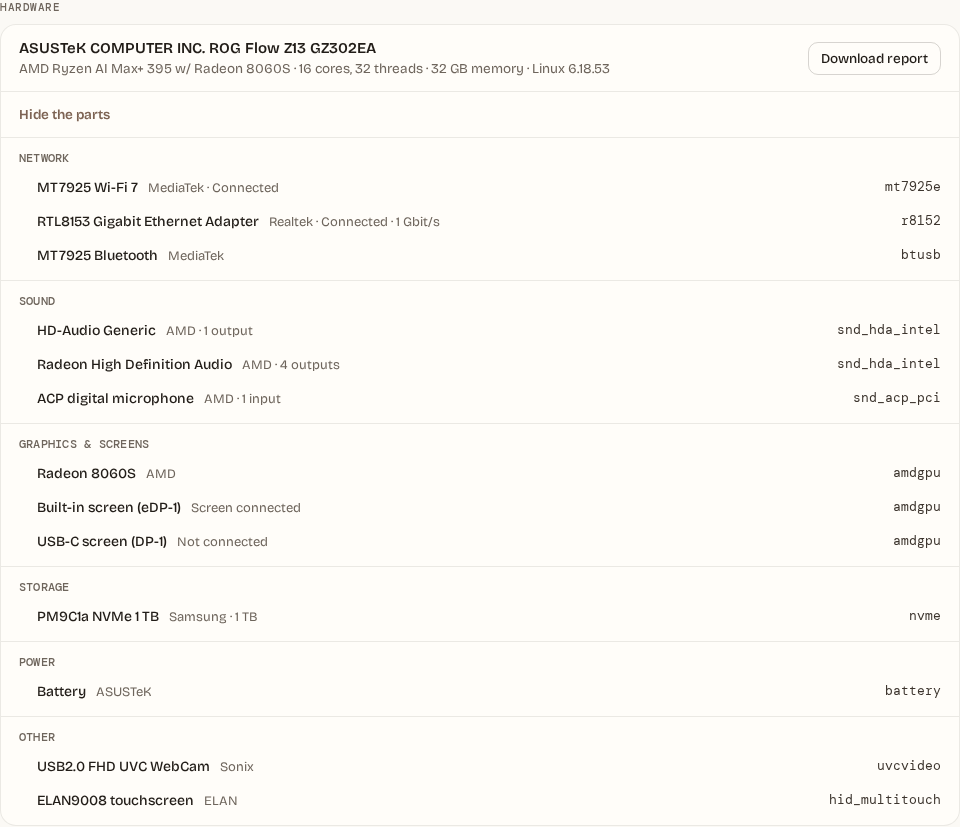 HARDWARE
ASUSTeK COMPUTER INC. ROG Flow Z13 GZ302EA
AMD Ryzen AI Max+ 395 w/ Radeon 8060S · 16 cores, 32 threads · 32 GB memory · Linux 6.18.53
Download report
Hide the parts
NETWORK
MT7925 Wi-Fi 7 MediaTek · Connected mt7925e
RTL8153 Gigabit Ethernet Adapter Realtek · Connected · 1 Gbit/s r8152
MT7925 Bluetooth MediaTek btusb
SOUND
HD-Audio Generic AMD · 1 output snd_hda_intel
Radeon High Definition Audio AMD · 4 outputs snd_hda_intel
ACP digital microphone AMD · 1 input snd_acp_pci
GRAPHICS & SCREENS
Radeon 8060S AMD amdgpu
Built-in screen (eDP-1) Screen connected amdgpu
USB-C screen (DP-1) Not connected amdgpu
STORAGE
PM9C1a NVMe 1 TB Samsung · 1 TB nvme
POWER
Battery ASUSTeK battery
OTHER
USB2.0 FHD UVC WebCam Sonix uvcvideo
ELAN9008 touchscreen ELAN hid_multitouch